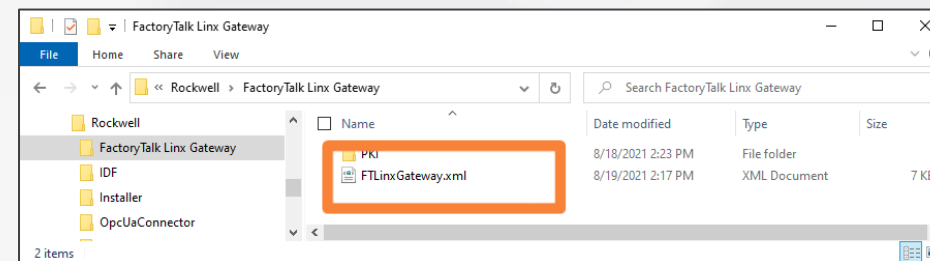 FactoryTalk Linx Gateway
File Home Share View
« Rockwell > FactoryTalk Linx Gateway
Search FactoryTalk Linx Gateway
Rockwell
FactoryTalk Linx Gateway
IDF
Installer
OpcUaConnector
Name Date modified Type Size
PKI 8/18/2021 2:23 PM File folder
FTLinxGateway.xml 8/19/2021 2:17 PM XML Document 7 KB
2 items